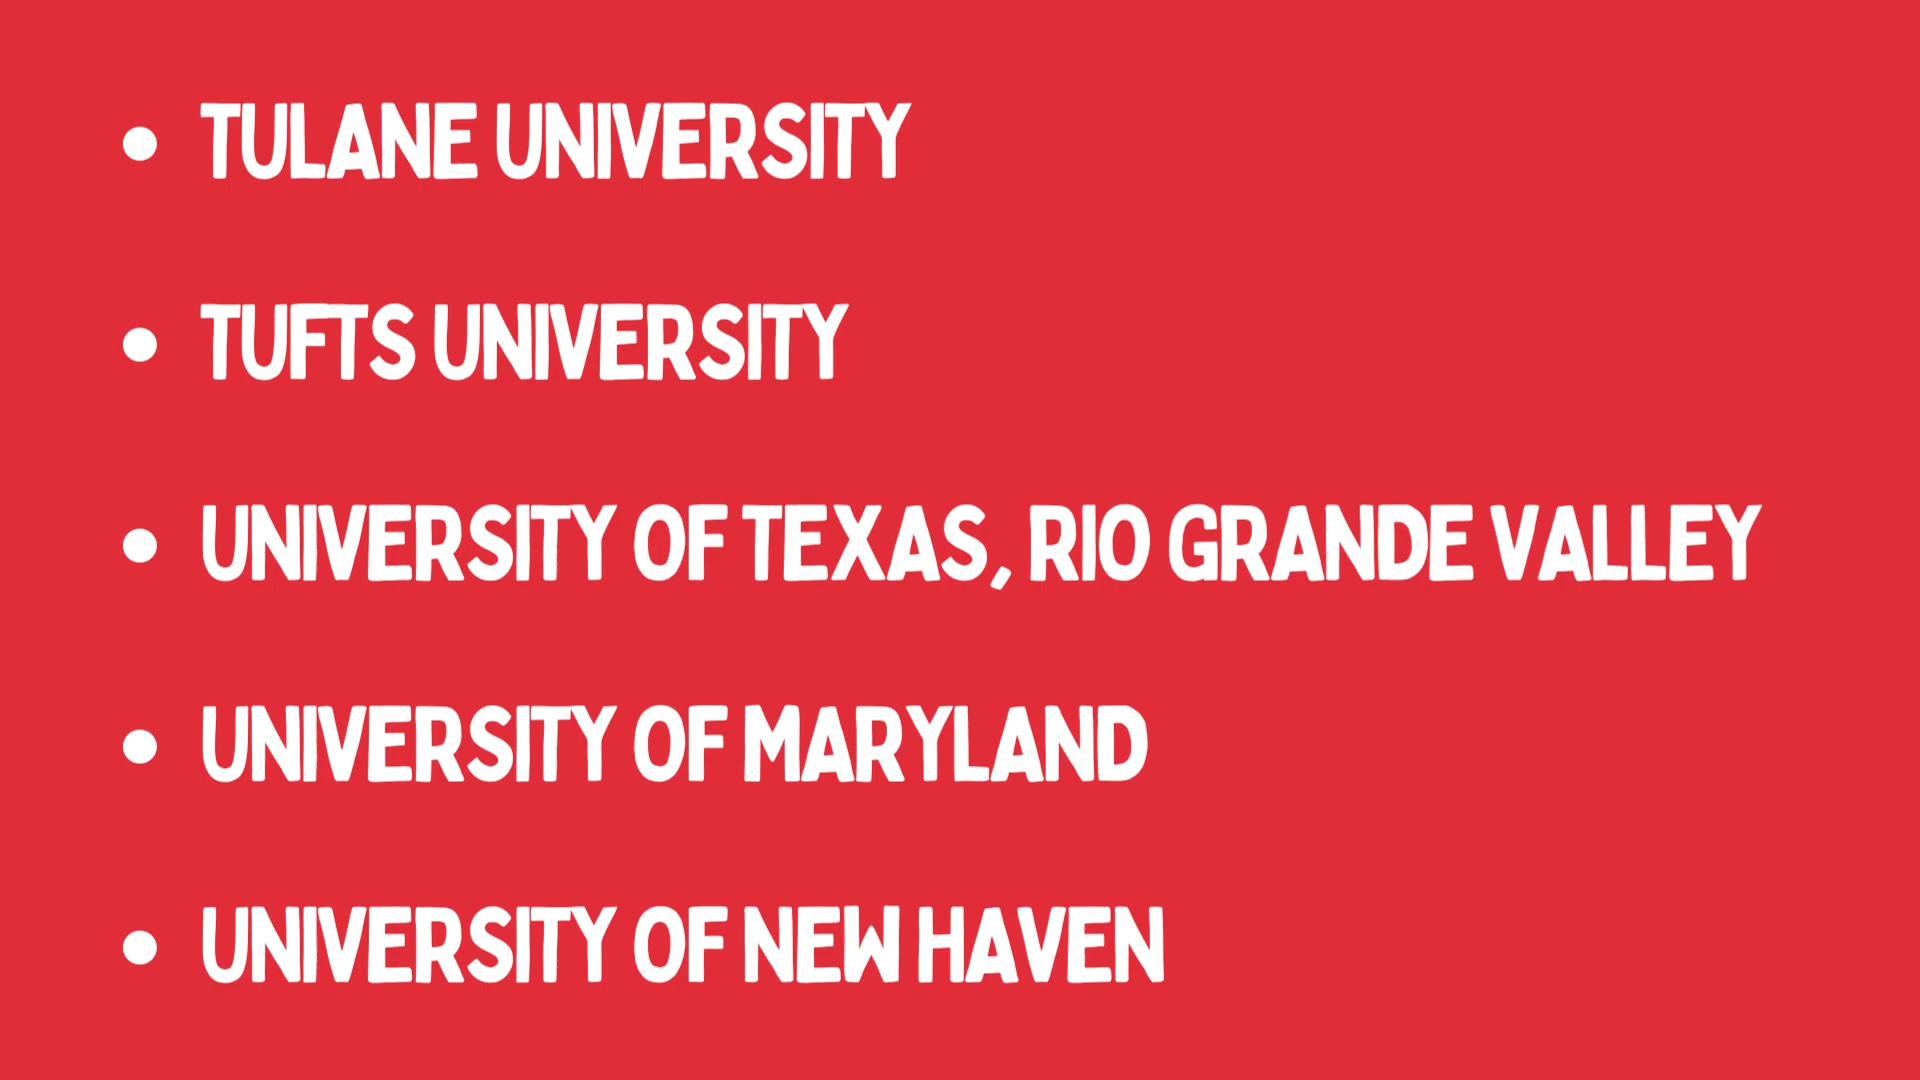 • TULANE UNIVERSITY
• TUFTS UNIVERSITY
• UNIVERSITY OF TEXAS, RIO GRANDE VALLEY
• UNIVERSITY OF MARYLAND
• UNIVERSITY OF NEW HAVEN